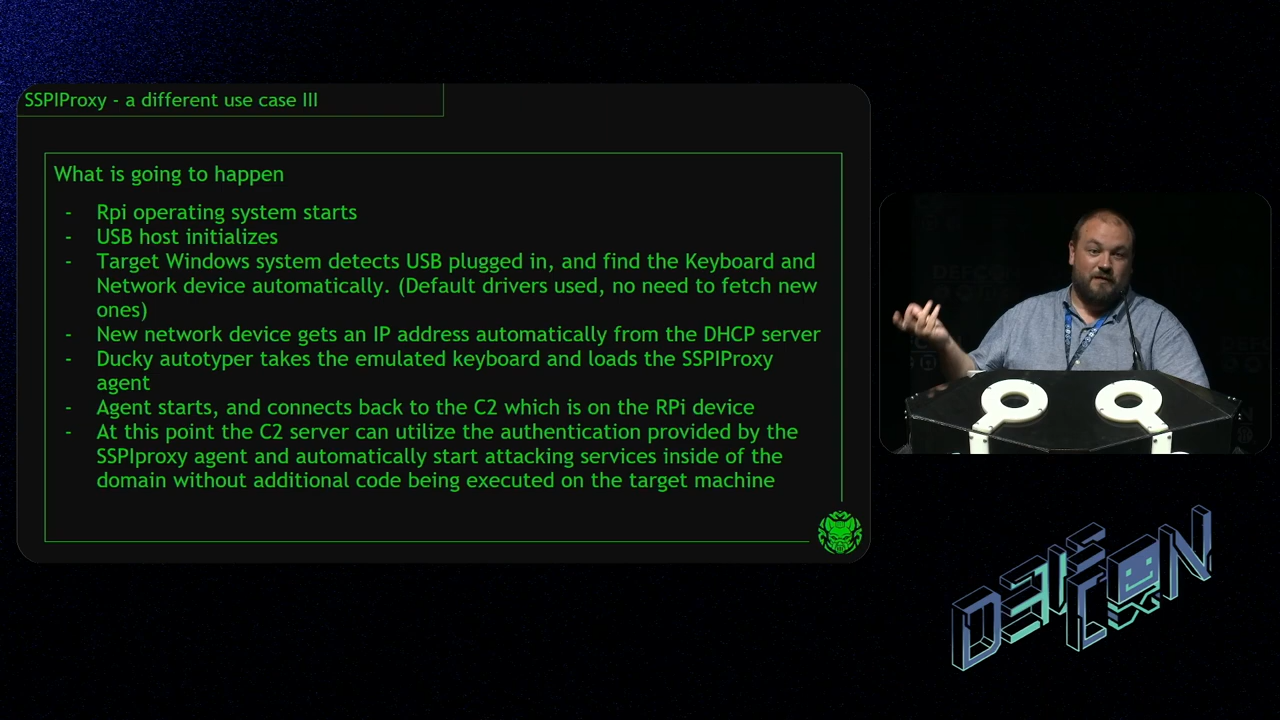 SSPIProxy - a different use case III
What is going to happen
- Rpi operating system starts
- USB host initializes
- Target Windows system detects USB plugged in, and find the Keyboard and
Network device automatically. (Default drivers used, no need to fetch new
ones)
- New network device gets an IP address automatically from the DHCP server
- Ducky autotyper takes the emulated keyboard and loads the SSPIProxy
agent
- Agent starts, and connects back to the C2 which is on the RPi device
- At this point the C2 server can utilize the authentication provided by the
SSPIproxy agent and automatically start attacking services inside of the
domain without additional code being executed on the target machine
DEF
CON